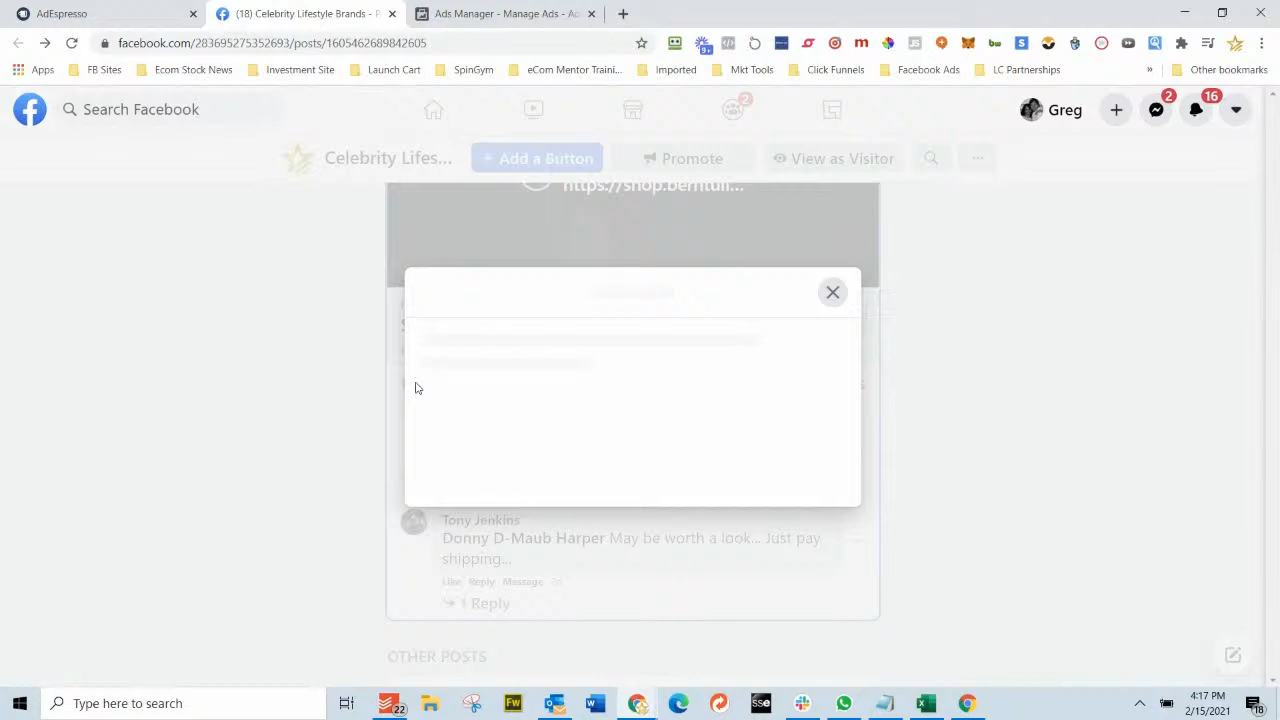 AdEspresso
(18) Celebrity Lifestyle Brands - P
Ads Manager - Manage Ads - Ad
facebook.com/283695275352693/posts/1605462689842605
9+
Apps
FB Sites
Ecom Stock News
Investment Site
Launch Cart
SpinGym
eCom Mentor Traini...
Imported
Mkt Tools
Click Funnels
Facebook Ads
LC Partnerships
»
Other bookmarks
Search Facebook
2
Greg
2
16
Celebrity Lifes...
+ Add a Button
Promote
View as Visitor
...
Tony Jenkins
Donny D-Maub Harper May be worth a look... Just pay
shipping...
Like Reply Message
1 Reply
OTHER POSTS
Type here to search
22
Fw
sse
4:17 PM
2/15/2021
18